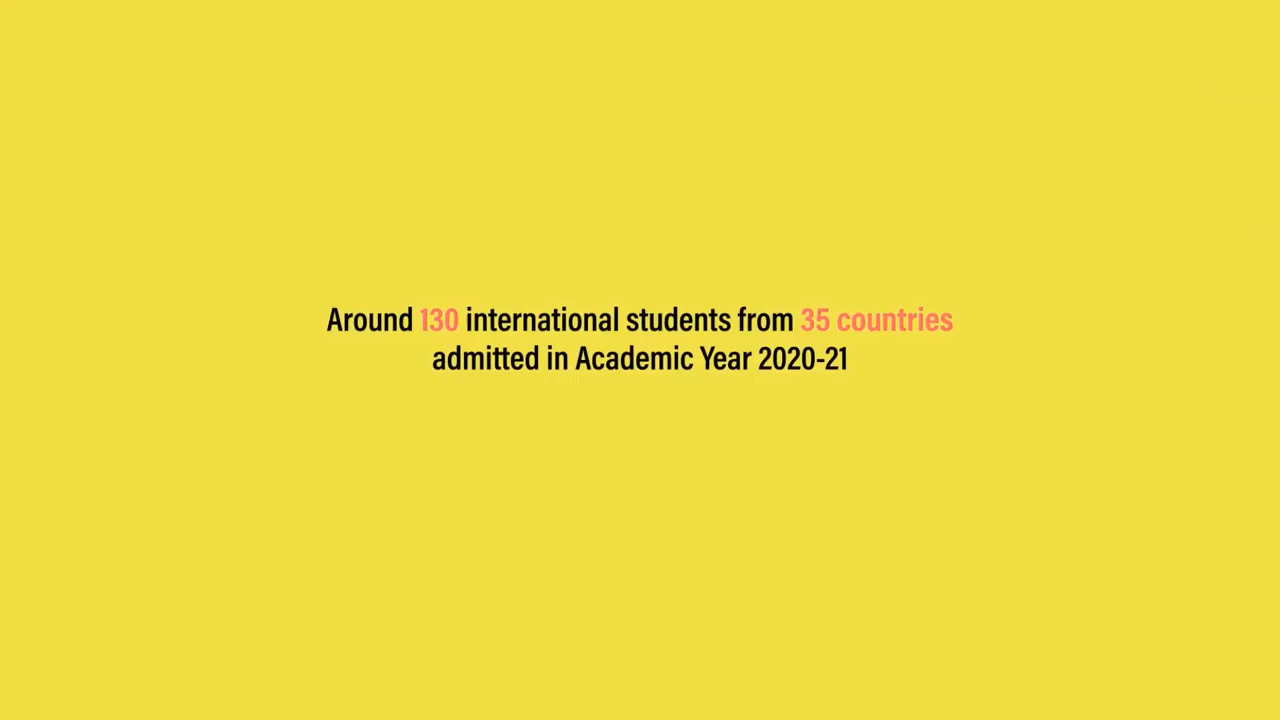 Around 130 international students from 35 countries
admitted in Academic Year 2020-21